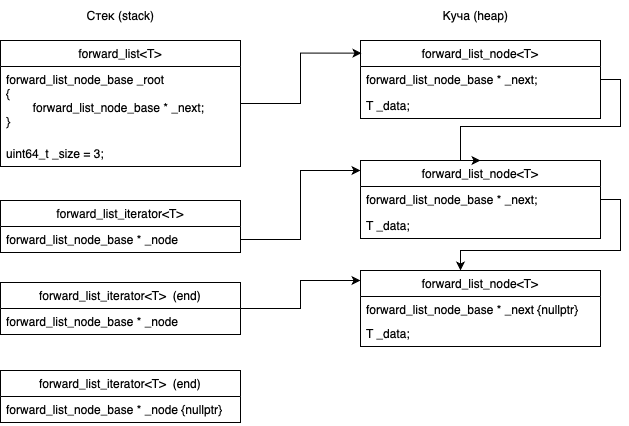 Стек (stack)
Куча (heap)
forward_list<T>
forward_list_node_base _root
{
forward_list_node_base * _next;
}
uint64_t _size = 3;
forward_list_node<T>
forward_list_node_base * _next;
T _data;
forward_list_iterator<T>
forward_list_node_base * _node
forward_list_node<T>
forward_list_node_base * _next;
T _data;
forward_list_iterator<T> (end)
forward_list_node_base * _node
forward_list_node<T>
forward_list_node_base * _next {nullptr}
T _data;
forward_list_iterator<T> (end)
forward_list_node_base * _node {nullptr}